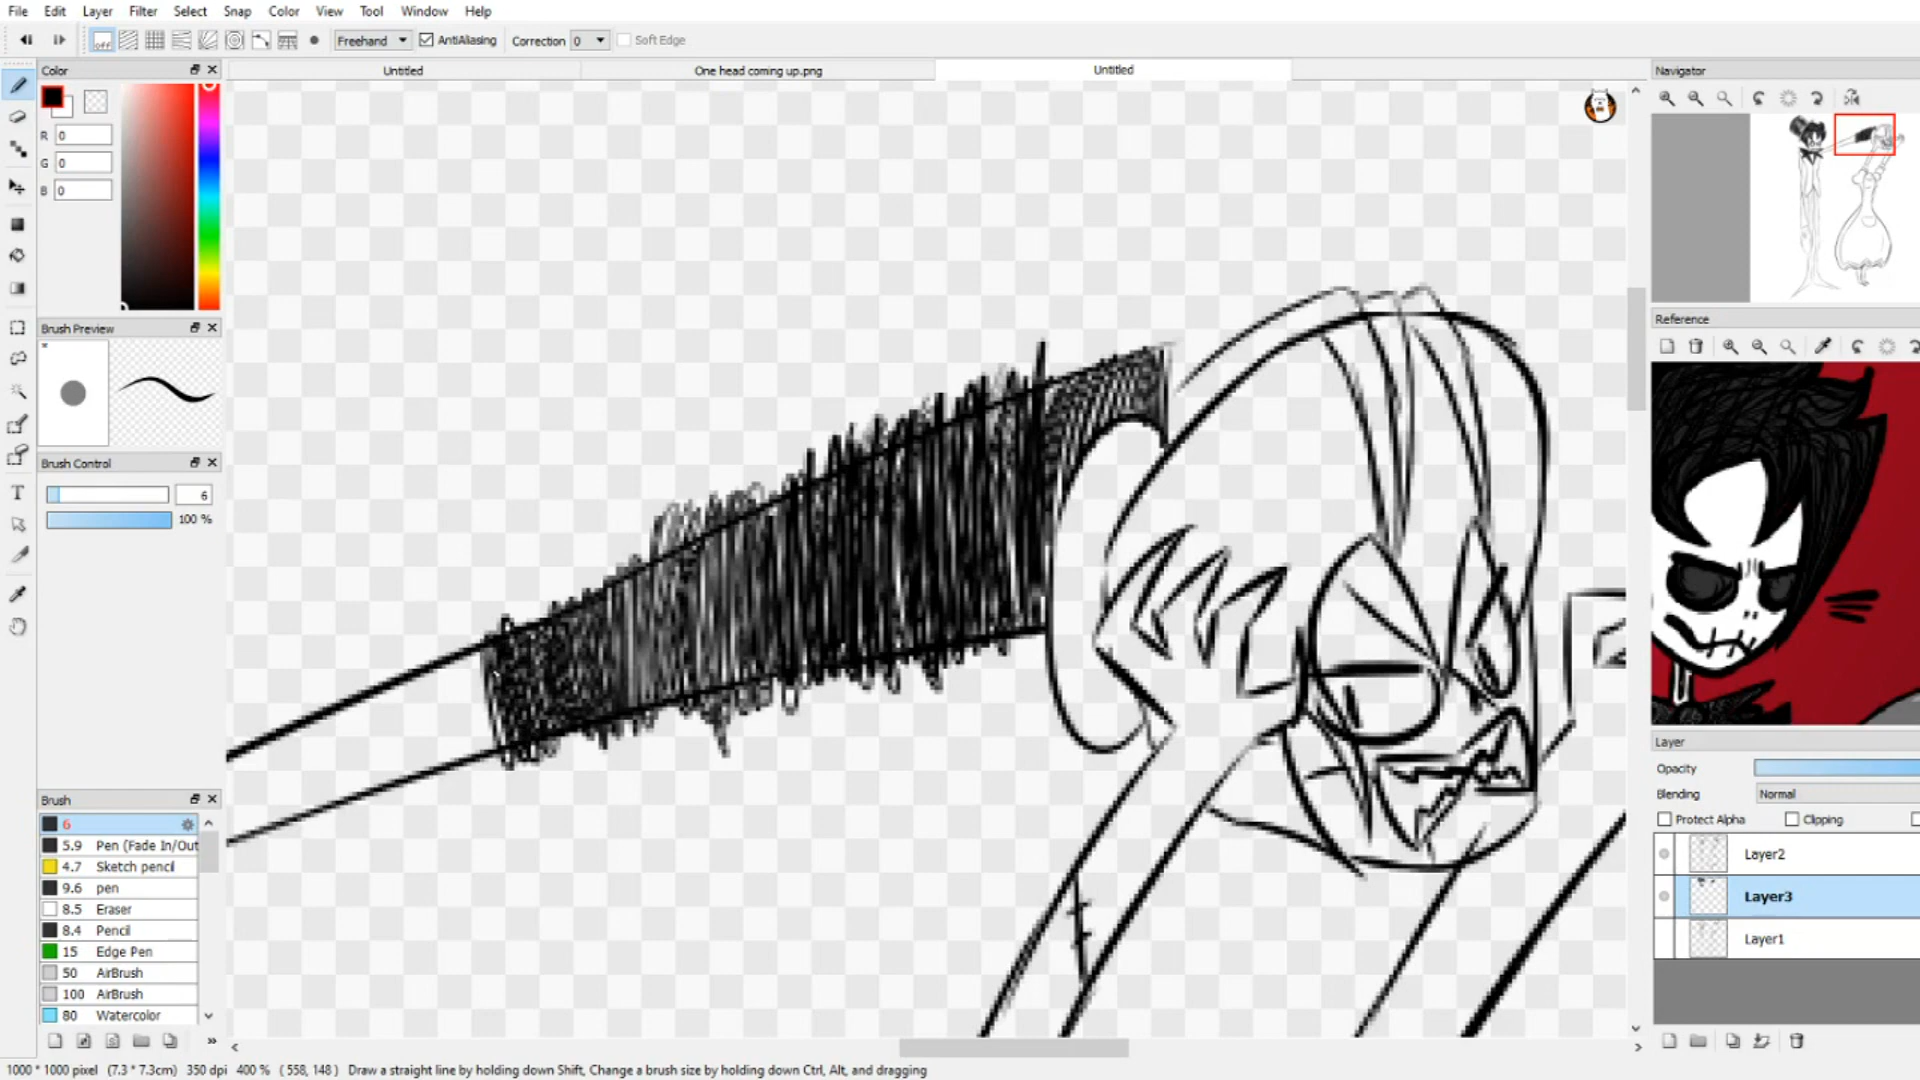 File Edit Layer Filter Select Snap Color View Tool Window Help
off Freehand AntiAliasing Correction 0 Soft Edge
Color
Untitled
One head coming up.png
Untitled
Navigator
R 0
G 0
B 0
Brush Preview
*
Reference
Brush Control
6
100 %
Layer
Opacity
Blending Normal
Protect Alpha Clipping
Layer2
Layer3
Layer1
Brush
6
5.9 Pen (Fade In/Out
4.7 Sketch pencil
9.6 pen
8.5 Eraser
8.4 Pencil
15 Edge Pen
50 AirBrush
100 AirBrush
80 Watercolor
1000 * 1000 pixel (7.3 * 7.3cm) 350 dpi 400 % ( 558, 148 ) Draw a straight line by holding down Shift, Change a brush size by holding down Ctrl, Alt, and dragging